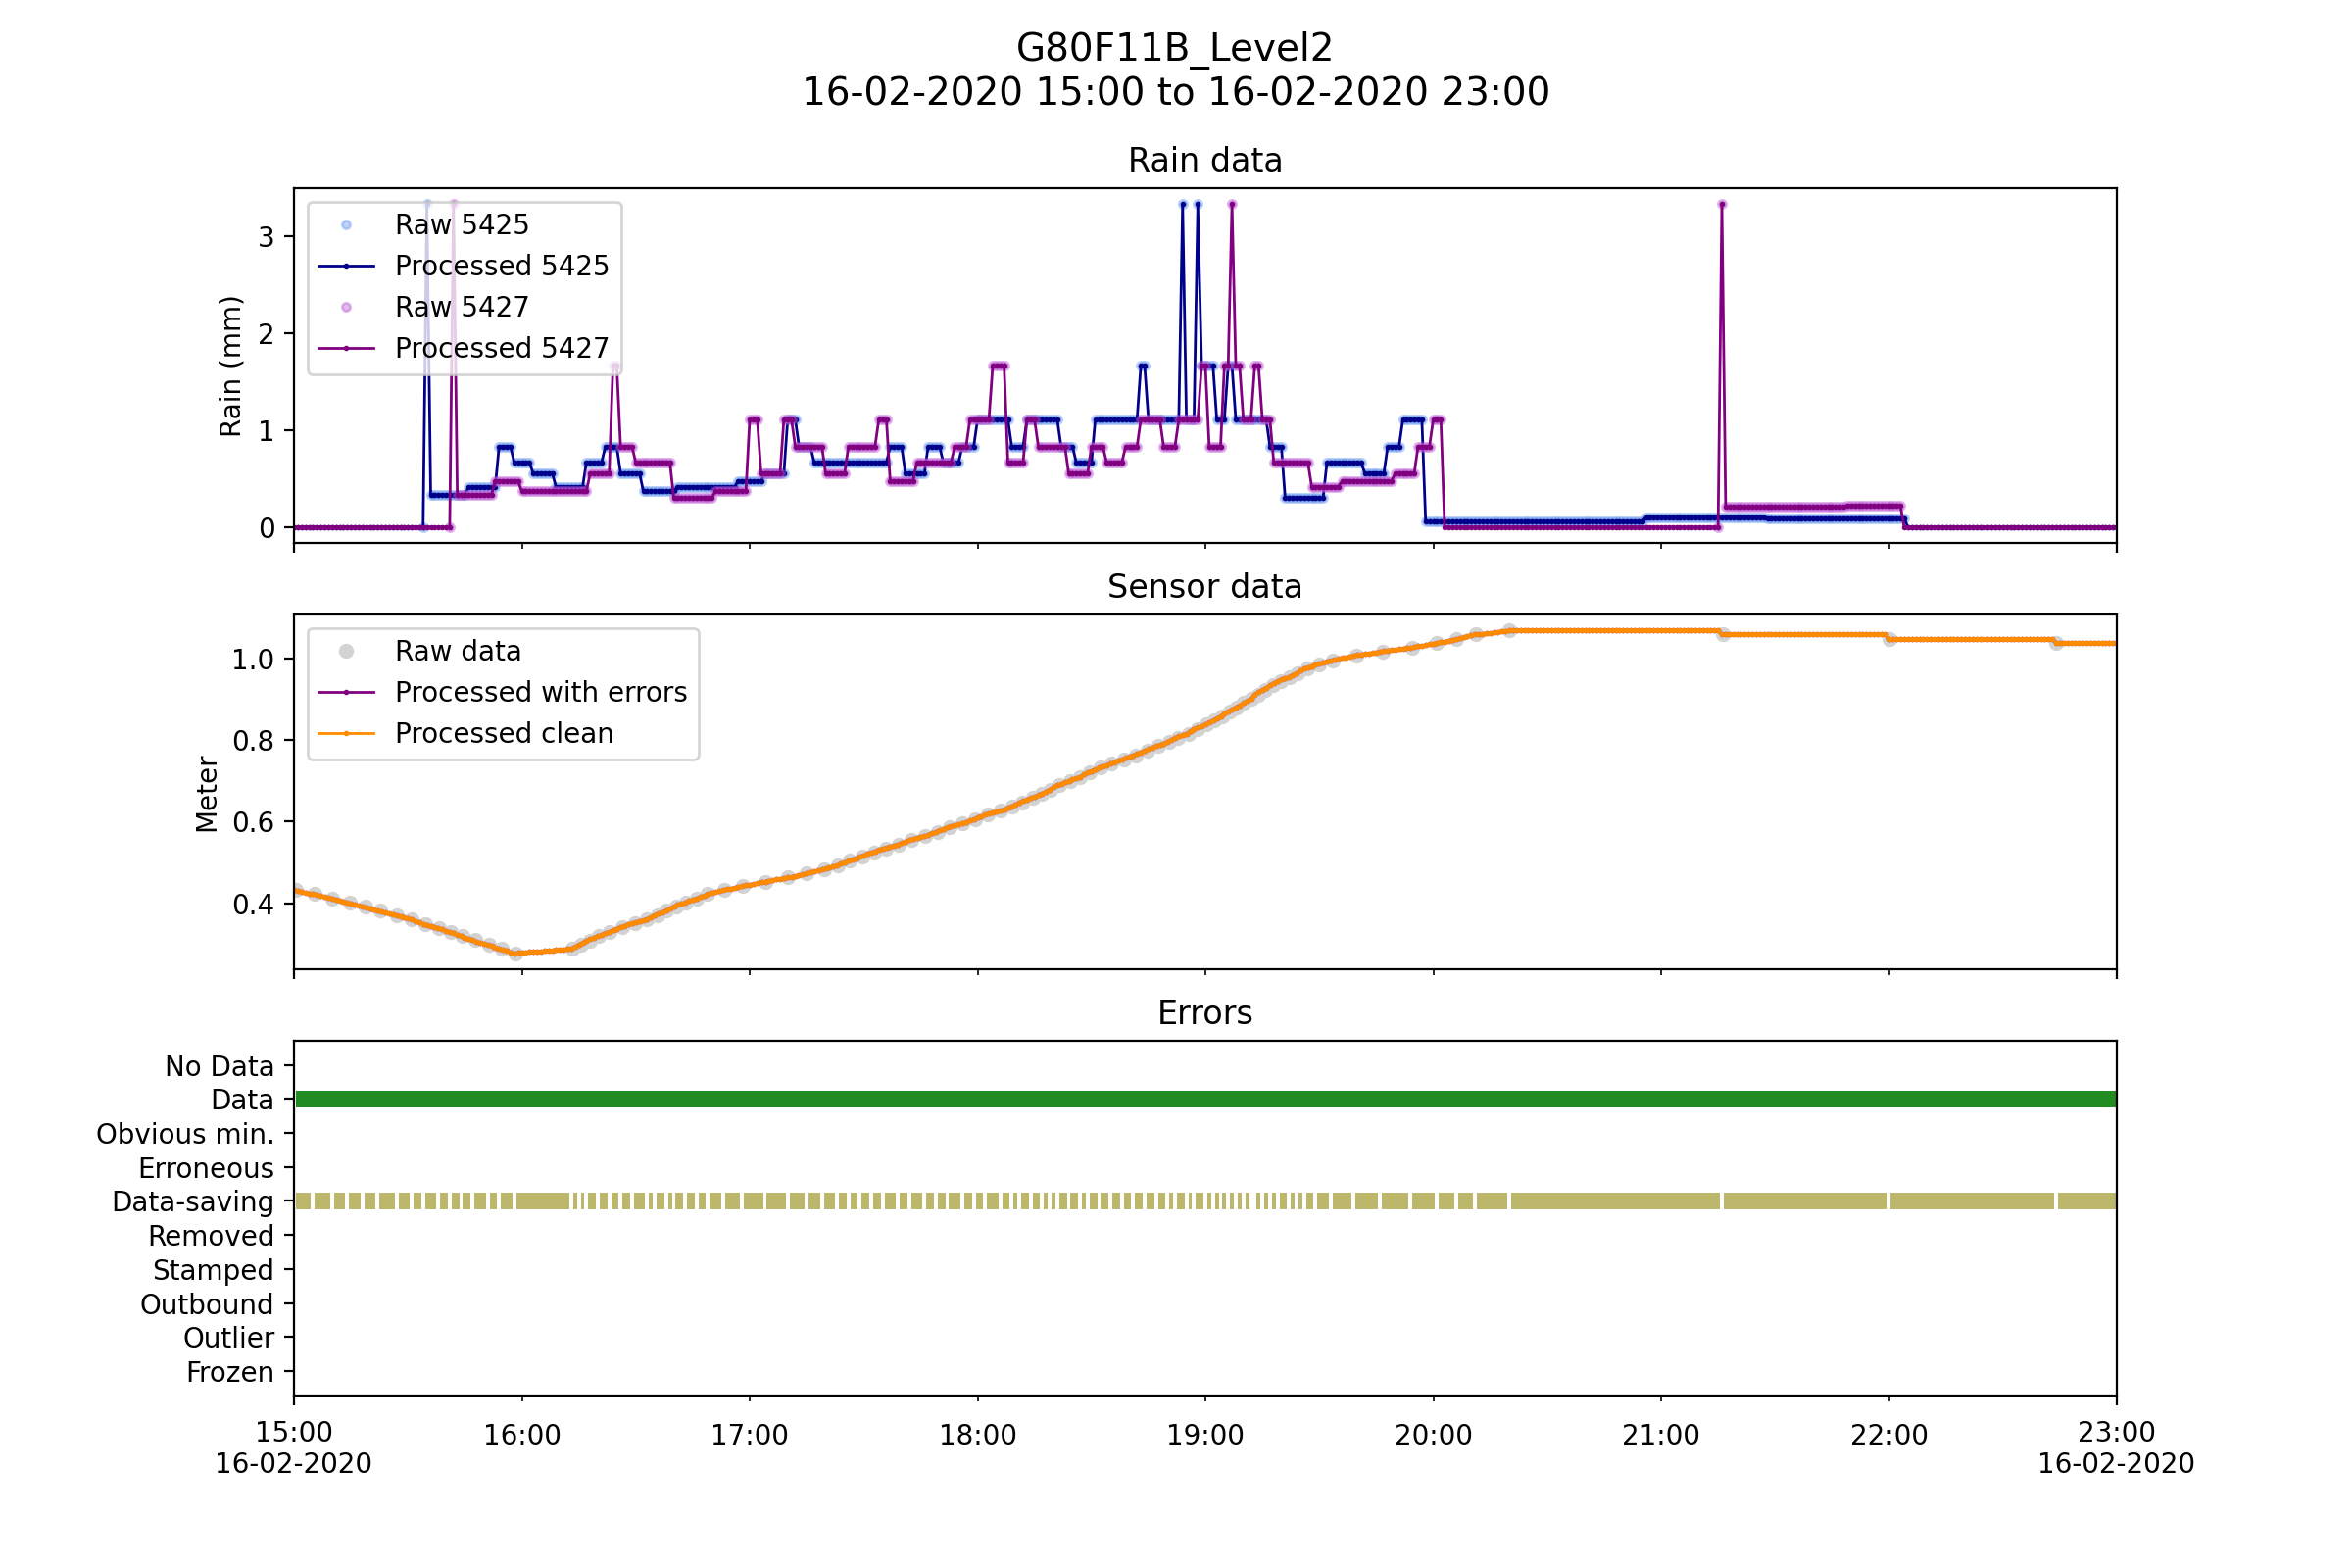 G80F11B_Level2
16-02-2020 15:00 to 16-02-2020 23:00
Rain data
Rain (mm)
3
2
1
0
Raw 5425
Processed 5425
Raw 5427
Processed 5427
Sensor data
Meter
1.0
0.8
0.6
0.4
Raw data
Processed with errors
Processed clean
Errors
No Data
Data
Obvious min.
Erroneous
Data-saving
Removed
Stamped
Outbound
Outlier
Frozen
15:00
16-02-2020
16:00
17:00
18:00
19:00
20:00
21:00
22:00
23:00
16-02-2020